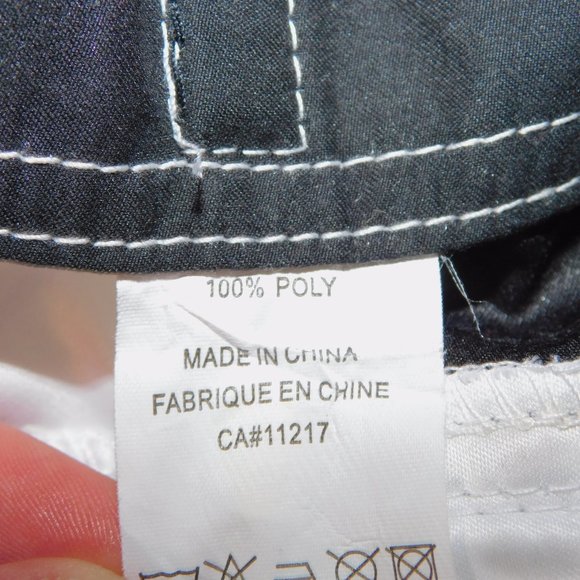 100% POLY
MADE IN CHINA
FABRIQUE EN CHINE
CA#11217